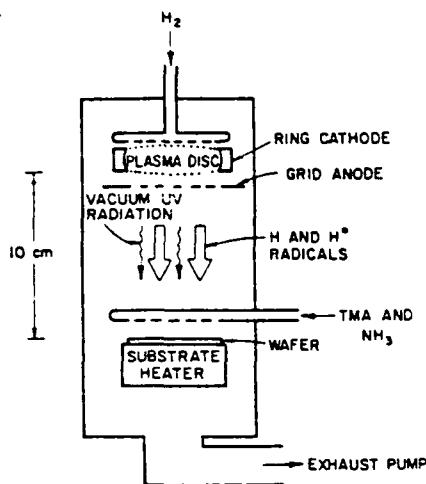 H2
RING CATHODE
PLASMA DISC
GRID ANODE
VACUUM UV
RADIATION
10 cm
H AND H*
RADICALS
TMA AND
NH3
WAFER
SUBSTRATE
HEATER
EXHAUST PUMP